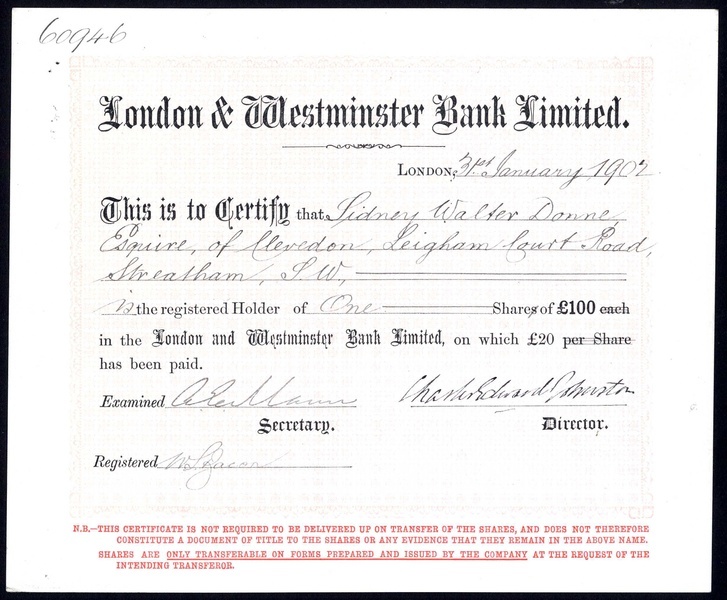 60946
London & Westminster Bank Limited.
LONDON, 31st January 1902
This is to Certify that Sidney Walter Donne,
Esquire, of Clevedon, Leigham Court Road,
Streatham, S.W.,
is the registered Holder of One Shares of £100 each
in the London and Westminster Bank Limited, on which £20 per Share
has been paid.
Examined Charles Edward Johnston
Secretary. Director.
Registered
N.B.—THIS CERTIFICATE IS NOT REQUIRED TO BE DELIVERED UP ON TRANSFER OF THE SHARES, AND DOES NOT THEREFORE
CONSTITUTE A DOCUMENT OF TITLE TO THE SHARES OR ANY EVIDENCE THAT THEY REMAIN IN THE ABOVE NAME.
SHARES ARE ONLY TRANSFERABLE ON FORMS PREPARED AND ISSUED BY THE COMPANY AT THE REQUEST OF THE
INTENDING TRANSFEROR.